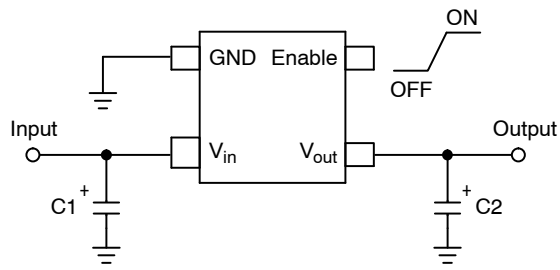 ON
GND Enable
OFF
Input Output
V_in V_out
+ +
C1 C2